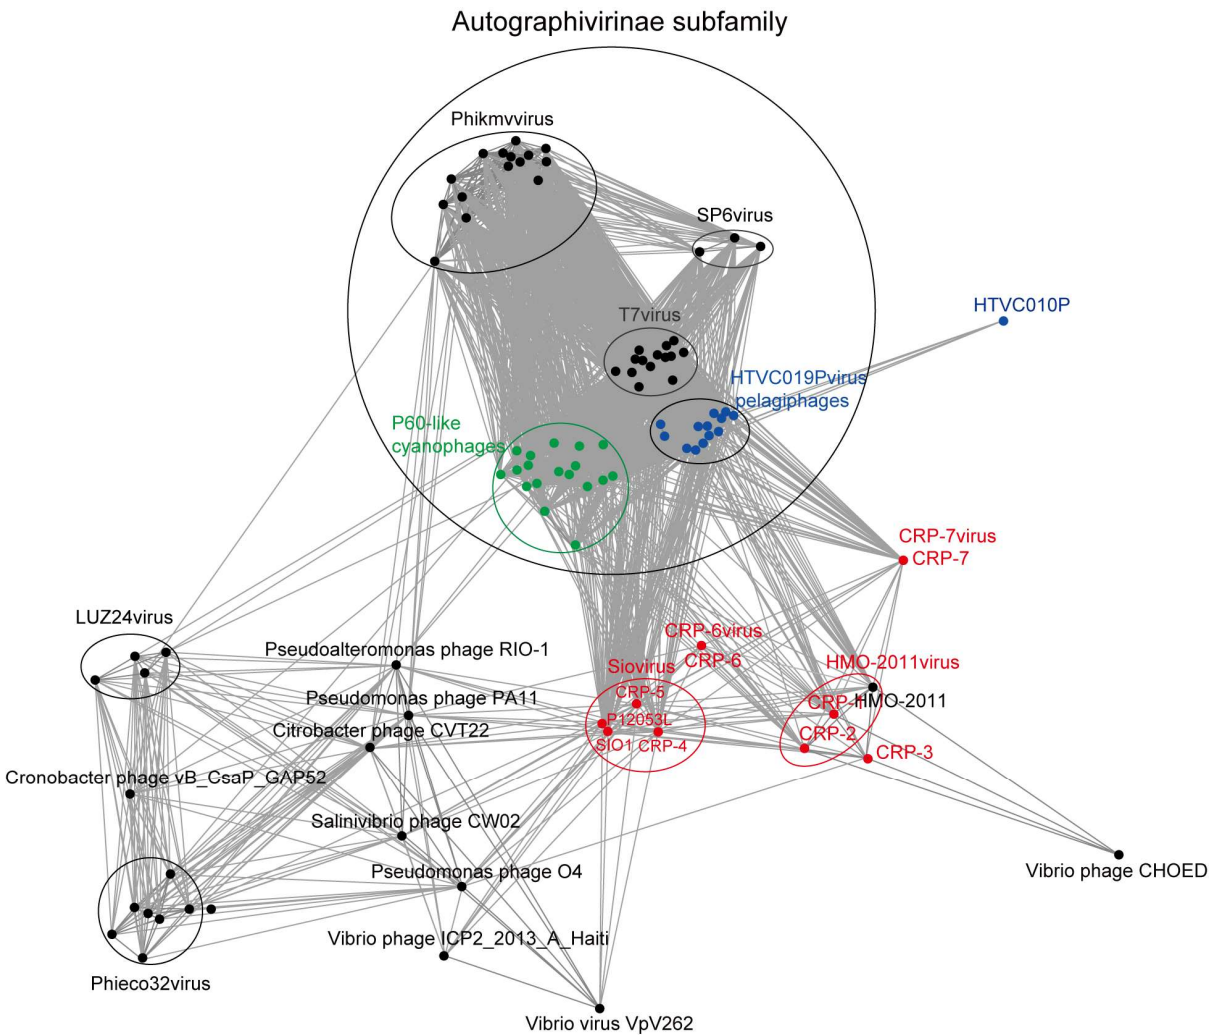 Autographivirinae subfamily
Phikmvvirus
SP6virus
HTVC010P
T7virus
HTVC019Pvirus
pelagiphages
P60-like
cyanophages
CRP-7virus
CRP-7
LUZ24virus
CRP-6virus
Pseudoalteromonas phage RIO-1
CRP-6
HMO-2011virus
Siovirus
CRP-5
Pseudomonas phage PA11
CRP-1
HMO-2011
P12053L
Citrobacter phage CVT22
CRP-2
SIO1 CRP-4
CRP-3
Cronobacter phage vB_CsaP_GAP52
Salinivibrio phage CW02
Pseudomonas phage O4
Vibrio phage CHOED
Vibrio phage ICP2_2013_A_Haiti
Phieco32virus
Vibrio virus VpV262